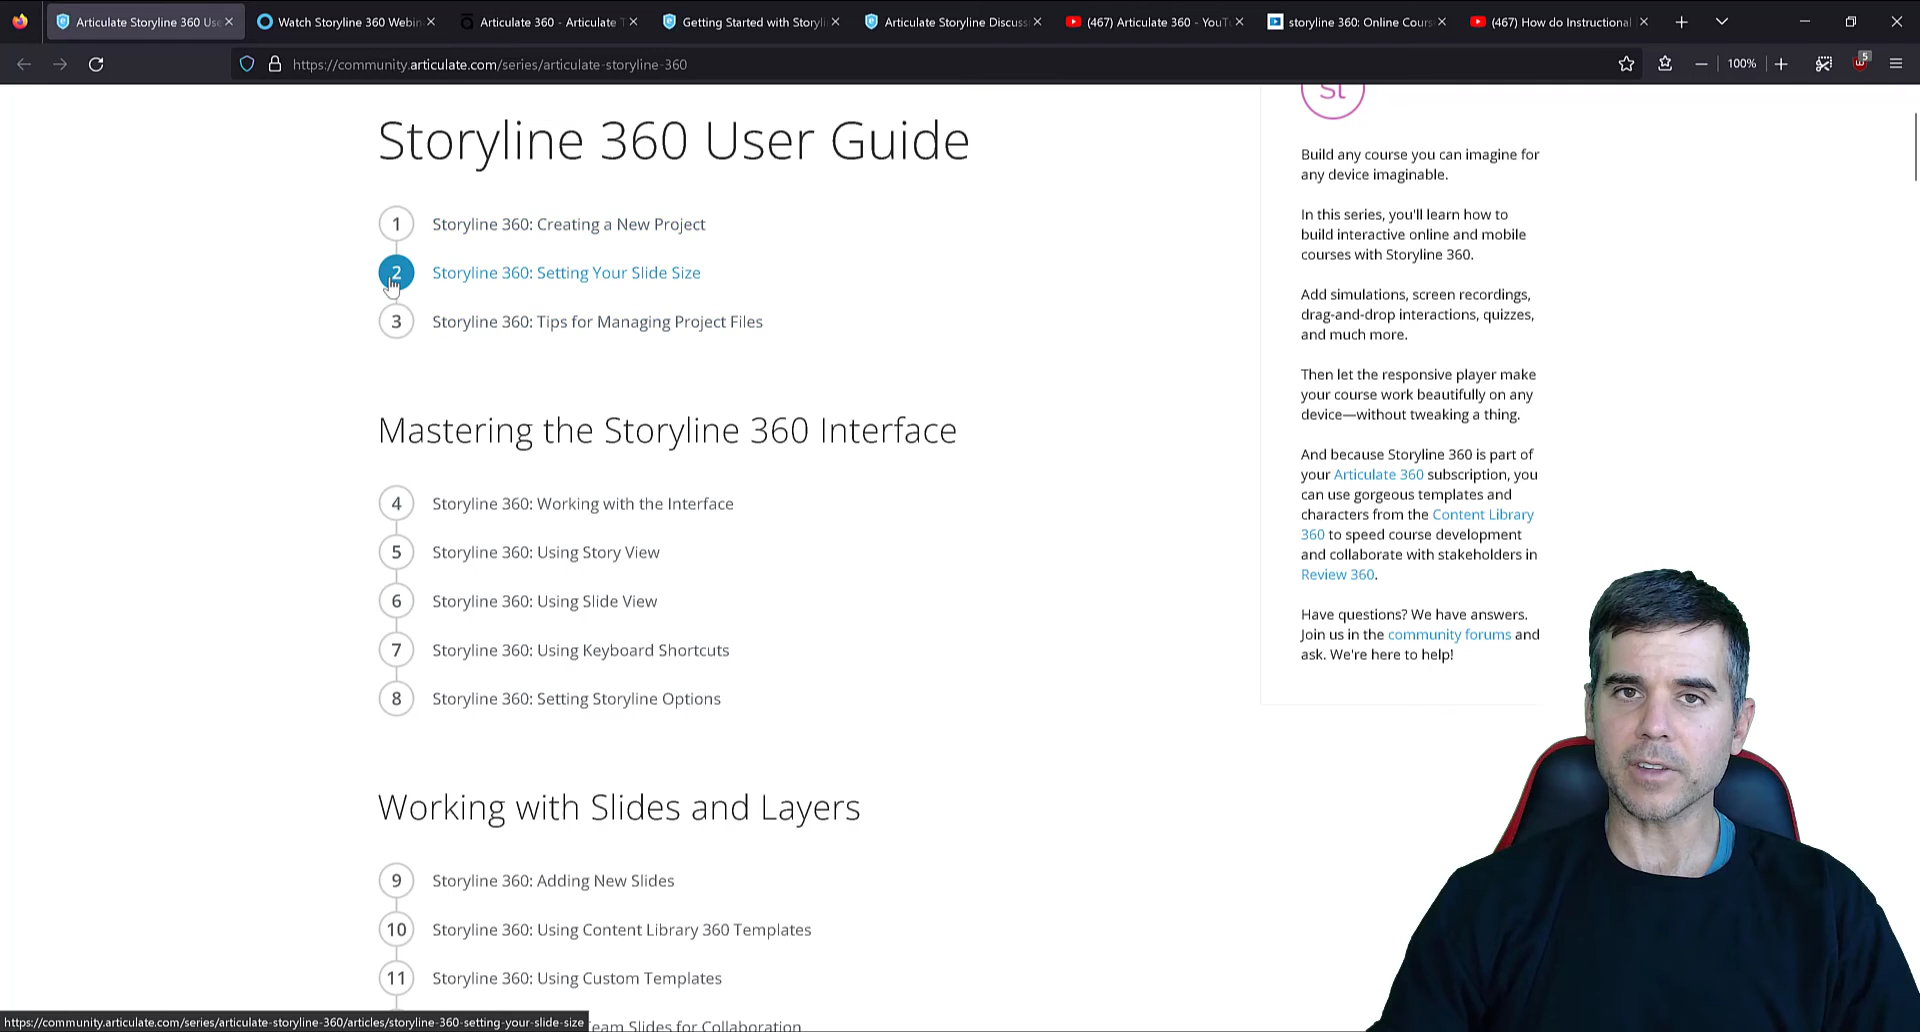 Articulate Storyline 360 Use
Watch Storyline 360 Webin
Articulate 360 - Articulate T
Getting Started with Storyli
Articulate Storyline Discuss
(467) Articulate 360 - YouTu
storyline 360: Online Cours
(467) How do Instructional
https://community.articulate.com/series/articulate-storyline-360
100%
5
St
Storyline 360 User Guide
1 Storyline 360: Creating a New Project
2 Storyline 360: Setting Your Slide Size
3 Storyline 360: Tips for Managing Project Files
Mastering the Storyline 360 Interface
4 Storyline 360: Working with the Interface
5 Storyline 360: Using Story View
6 Storyline 360: Using Slide View
7 Storyline 360: Using Keyboard Shortcuts
8 Storyline 360: Setting Storyline Options
Working with Slides and Layers
9 Storyline 360: Adding New Slides
10 Storyline 360: Using Content Library 360 Templates
11 Storyline 360: Using Custom Templates
eam Slides for Collaboration
Build any course you can imagine for
any device imaginable.
In this series, you'll learn how to
build interactive online and mobile
courses with Storyline 360.
Add simulations, screen recordings,
drag-and-drop interactions, quizzes,
and much more.
Then let the responsive player make
your course work beautifully on any
device—without tweaking a thing.
And because Storyline 360 is part of
your Articulate 360 subscription, you
can use gorgeous templates and
characters from the Content Library
360 to speed course development
and collaborate with stakeholders in
Review 360.
Have questions? We have answers.
Join us in the community forums and
ask. We're here to help!
https://community.articulate.com/series/articulate-storyline-360/articles/storyline-360-setting-your-slide-size